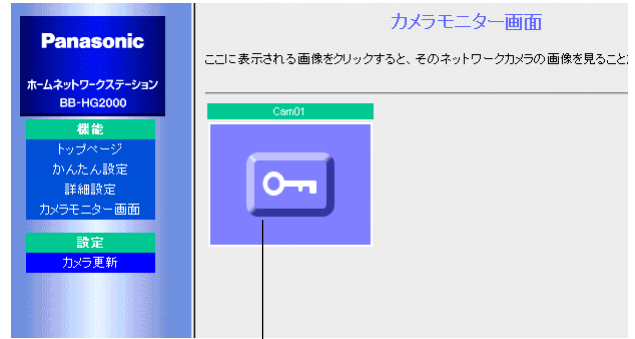 Panasonic
ホームネットワークステーション
BB-HG2000
機能
トップページ
かんたん設定
詳細設定
カメラモニター画面
設定
カメラ更新
カメラモニター画面
ここに表示される画像をクリックすると、そのネットワークカメラの画像を見ること
Cam01